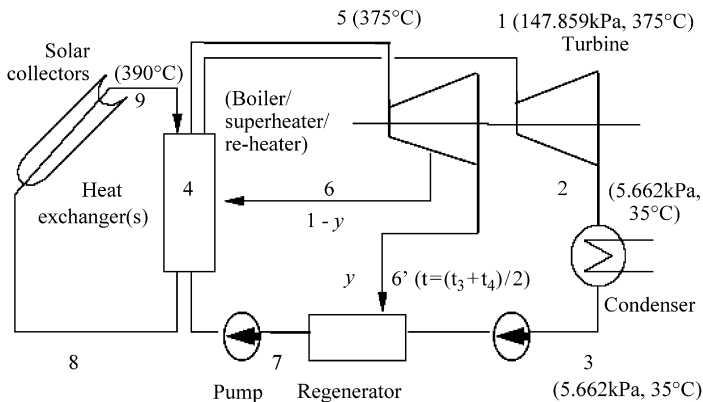 5 (375°C)
1 (147.859kPa, 375°C)
Turbine
Solar
collectors
(390°C)
9
(Boiler/
superheater/
re-heater)
4
Heat
exchanger(s)
6
1 - y
2
(5.662kPa,
35°C)
y
6’ (t=(t3+t4)/2)
Condenser
8
7
3
Pump
Regenerator
(5.662kPa, 35°C)